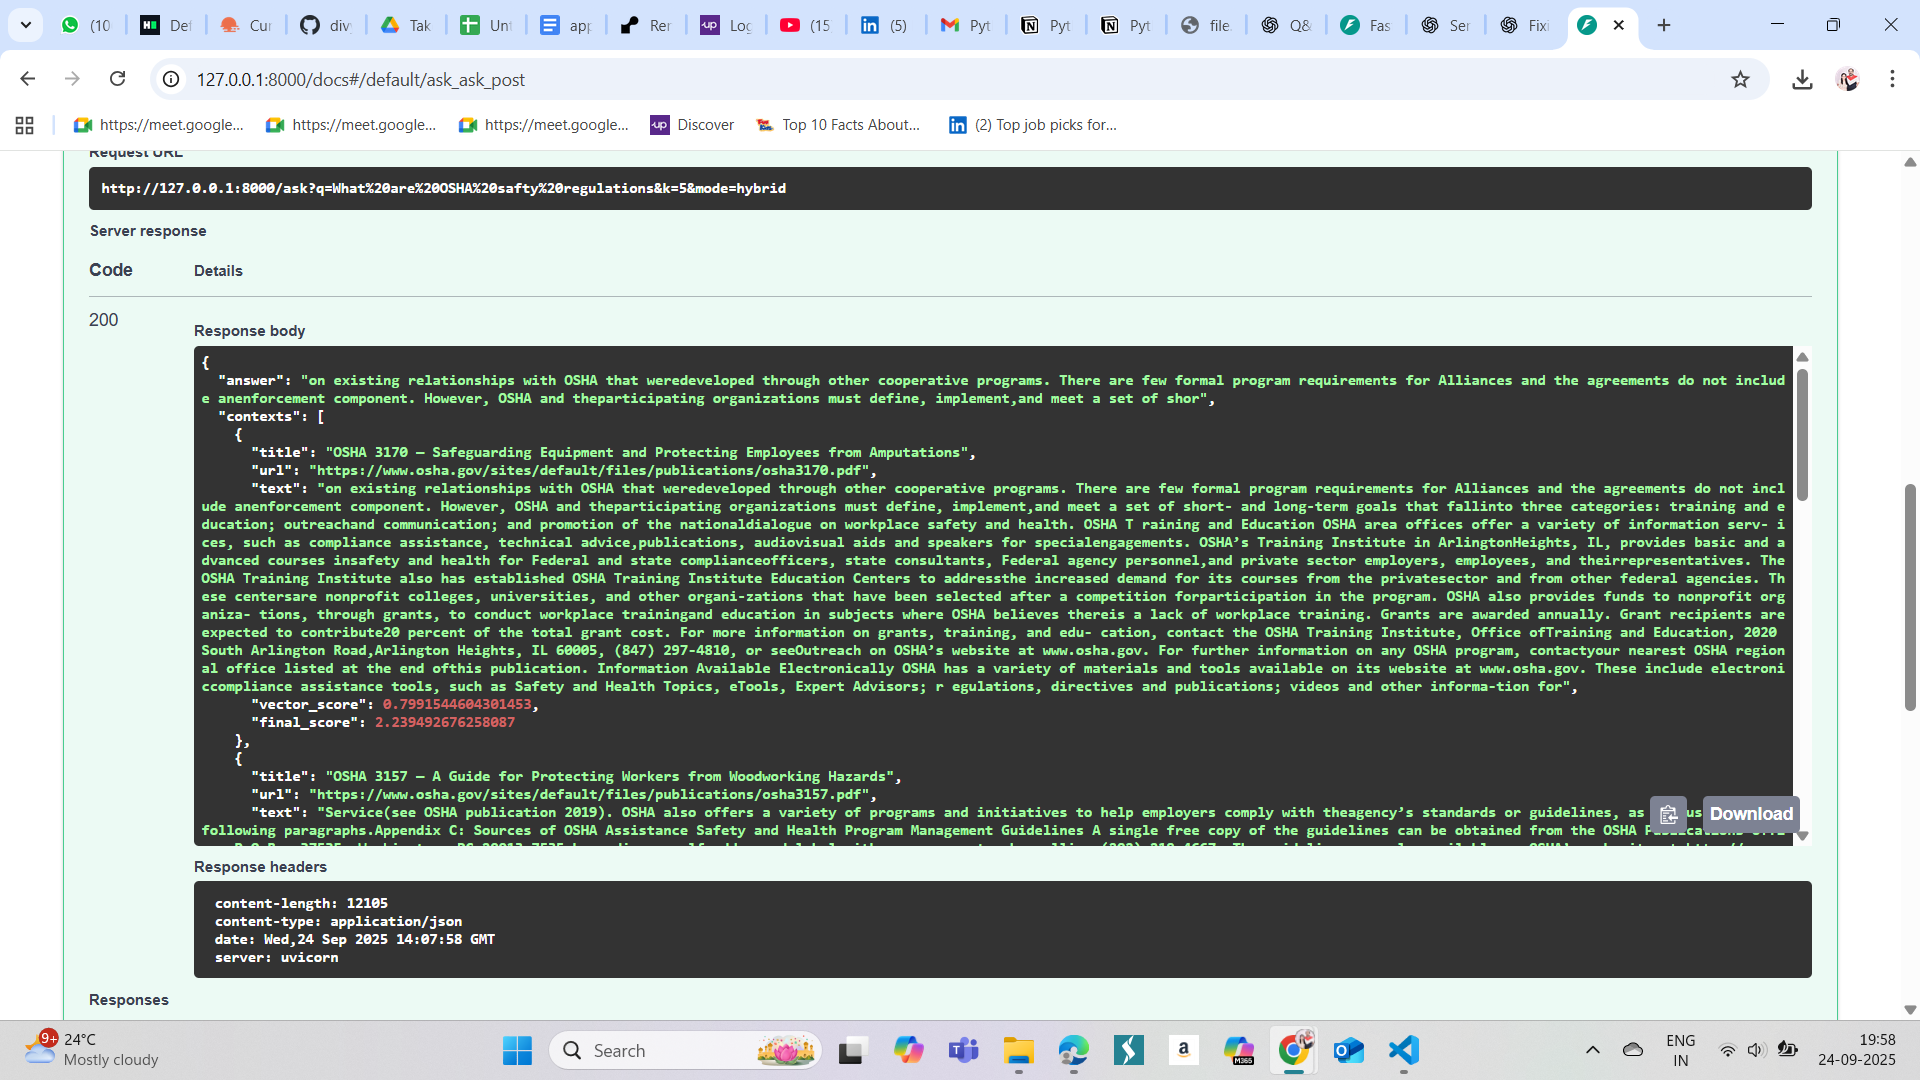 (10
Def
Cur
div
Tak
Unt
app
Rer
Log
(15
(5)
Pyt
Pyt
Pyt
file.
Q&
Fas
Ser
Fixi
127.0.0.1:8000/docs#/default/ask_ask_post
https://meet.google...
https://meet.google...
https://meet.google...
up
Discover
Top 10 Facts About...
(2) Top job picks for...
Request URL
http://127.0.0.1:8000/ask?q=What%20are%20OSHA%20safty%20regulations&k=5&mode=hybrid
Server response
Code
Details
200
Response body
{
"answer": "on existing relationships with OSHA that weredeveloped through other cooperative programs. There are few formal program requirements for Alliances and the agreements do not includ
e anenforcement component. However, OSHA and theparticipating organizations must define, implement,and meet a set of shor",
"contexts": [
{
"title": "OSHA 3170 — Safeguarding Equipment and Protecting Employees from Amputations",
"url": "https://www.osha.gov/sites/default/files/publications/osha3170.pdf",
"text": "on existing relationships with OSHA that weredeveloped through other cooperative programs. There are few formal program requirements for Alliances and the agreements do not incl
ude anenforcement component. However, OSHA and theparticipating organizations must define, implement,and meet a set of short- and long-term goals that fallinto three categories: training and e
ducation; outreachand communication; and promotion of the nationaldialogue on workplace safety and health. OSHA T raining and Education OSHA area offices offer a variety of information serv- i
ces, such as compliance assistance, technical advice,publications, audiovisual aids and speakers for specialengagements. OSHA’s Training Institute in ArlingtonHeights, IL, provides basic and a
dvanced courses insafety and health for Federal and state complianceofficers, state consultants, Federal agency personnel,and private sector employers, employees, and theirrepresentatives. The
OSHA Training Institute also has established OSHA Training Institute Education Centers to addressthe increased demand for its courses from the privatesector and from other federal agencies. Th
ese centersare nonprofit colleges, universities, and other organi-zations that have been selected after a competition forparticipation in the program. OSHA also provides funds to nonprofit org
aniza- tions, through grants, to conduct workplace trainingand education in subjects where OSHA believes thereis a lack of workplace training. Grants are awarded annually. Grant recipients are
expected to contribute20 percent of the total grant cost. For more information on grants, training, and edu- cation, contact the OSHA Training Institute, Office ofTraining and Education, 2020
South Arlington Road,Arlington Heights, IL 60005, (847) 297-4810, or seeOutreach on OSHA’s website at www.osha.gov. For further information on any OSHA program, contactyour nearest OSHA region
al office listed at the end ofthis publication. Information Available Electronically OSHA has a variety of materials and tools available on its website at www.osha.gov. These include electroni
ccompliance assistance tools, such as Safety and Health Topics, eTools, Expert Advisors; r egulations, directives and publications; videos and other informa-tion for",
"vector_score": 0.7991544604301453,
"final_score": 2.239492676258087
},
{
"title": "OSHA 3157 — A Guide for Protecting Workers from Woodworking Hazards",
"url": "https://www.osha.gov/sites/default/files/publications/osha3157.pdf",
"text": "Service(see OSHA publication 2019). OSHA also offers a variety of programs and initiatives to help employers comply with theagency’s standards or guidelines, as
following paragraphs.Appendix C: Sources of OSHA Assistance Safety and Health Program Management Guidelines A single free copy of the guidelines can be obtained from the OSHA
Download
Response headers
content-length: 12105
content-type: application/json
date: Wed,24 Sep 2025 14:07:58 GMT
server: uvicorn
Responses
9+
24°C
Mostly cloudy
Search
M365
ENG
IN
19:58
24-09-2025